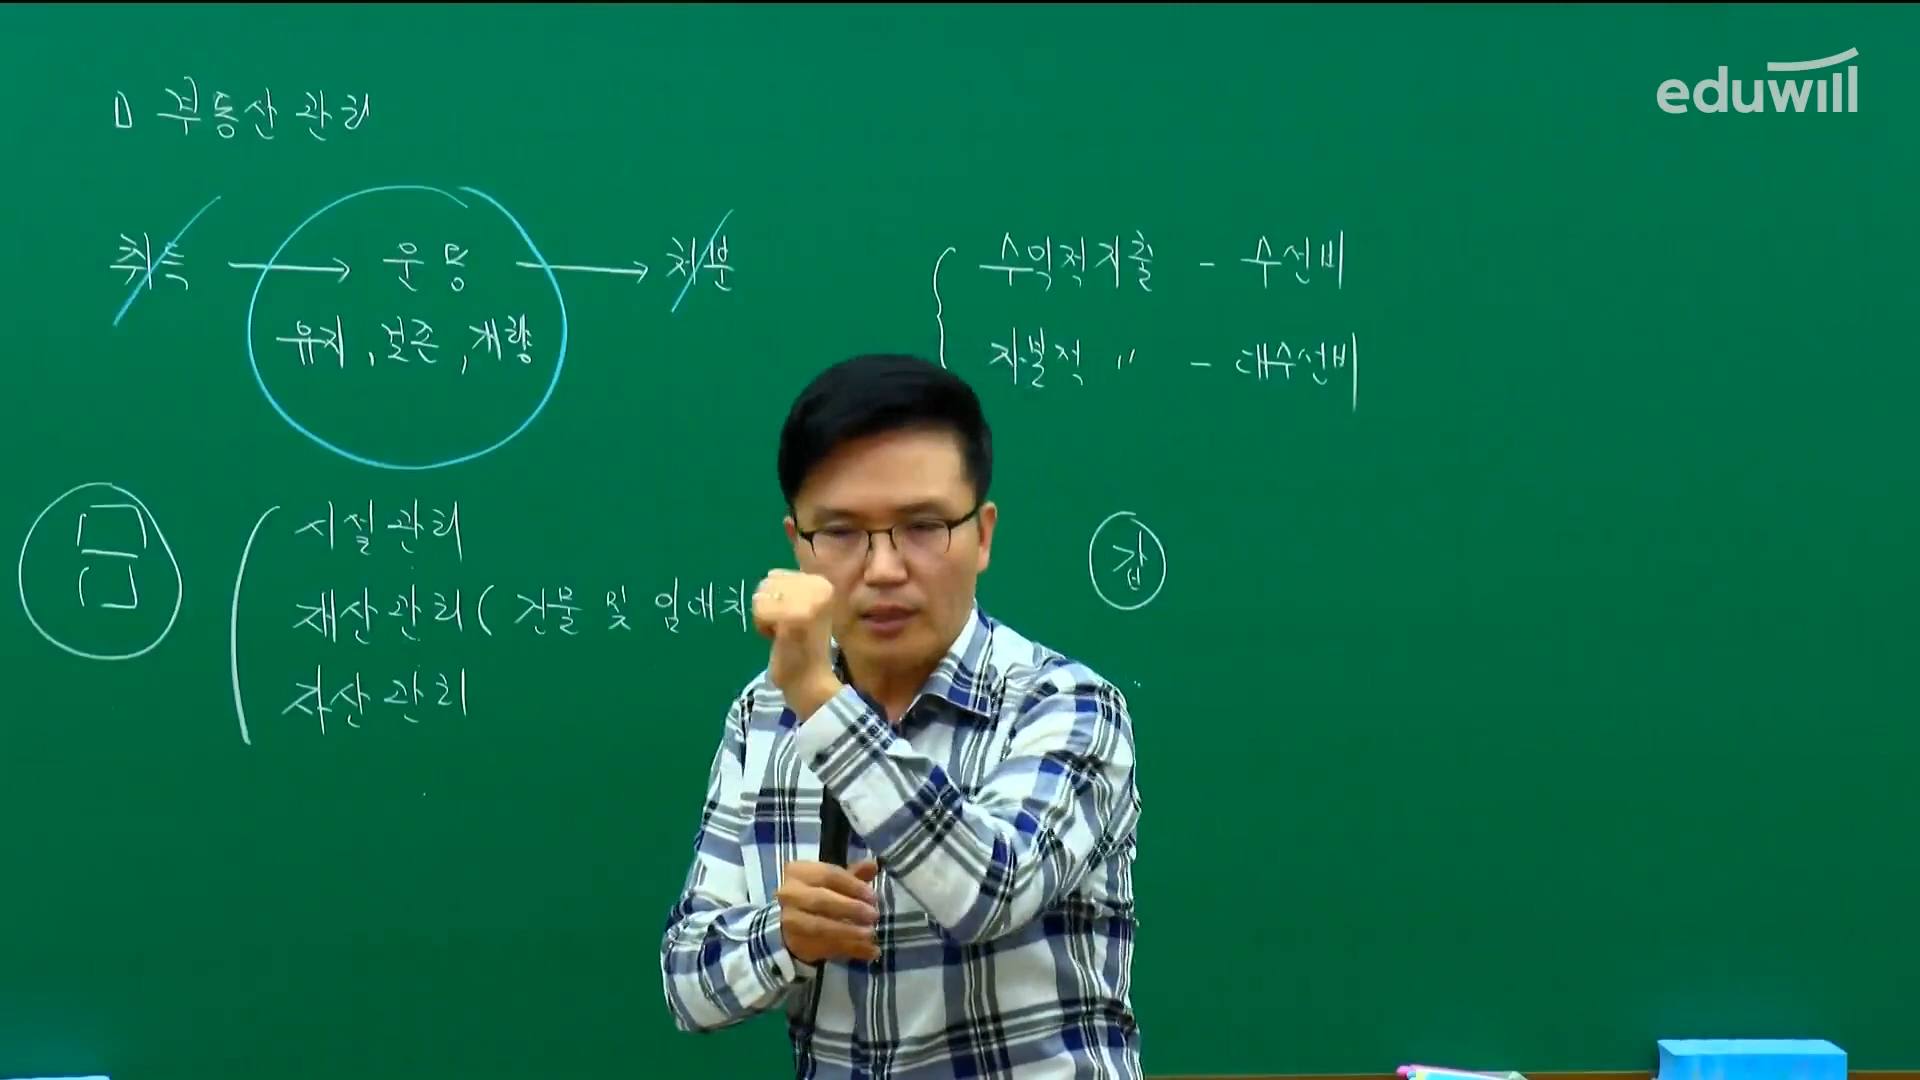 eduwill
1) 부동산 관리
취득 → 운용 → 처분
유지, 보존, 개량
수익적지출 - 수선비
자본적 〃 - 대수선비
시설관리
재산관리 ( 건물 및 임대차
자산관리
집